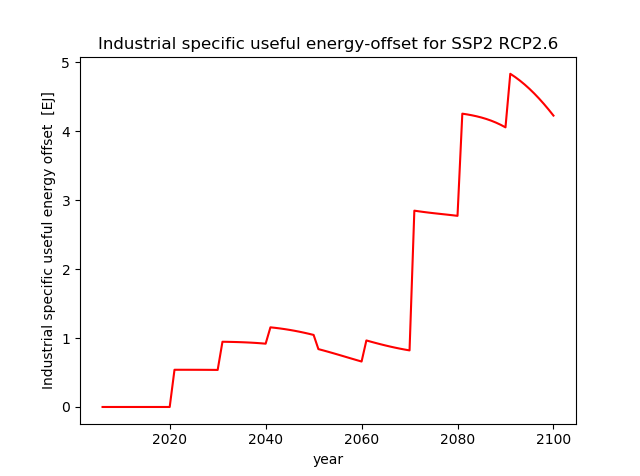 Industrial specific useful energy-offset for SSP2 RCP2.6
Industrial specific useful energy offset  [EJ]
5
4
3
2
1
0
2020 2040 2060 2080 2100
year